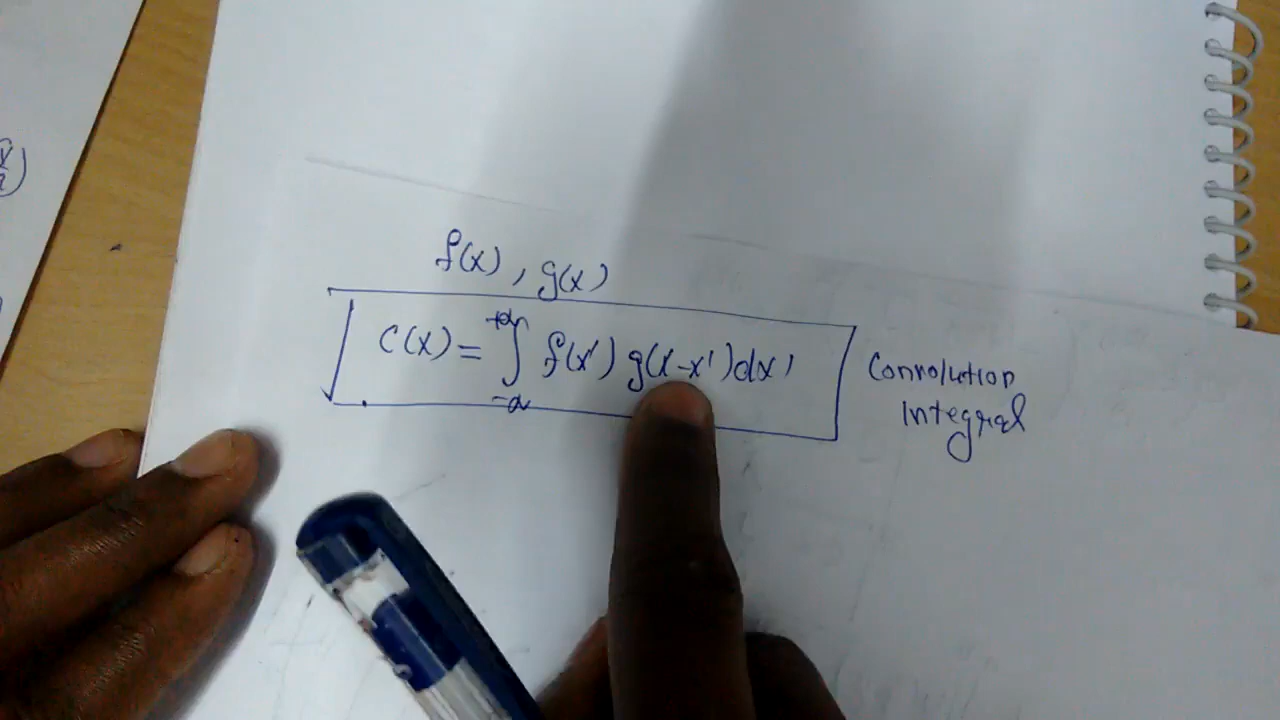 f(x), g(x)
C(x) = ∫_{-∞}^{+∞} f(x') g(x-x') dx'
Convolution
Integral